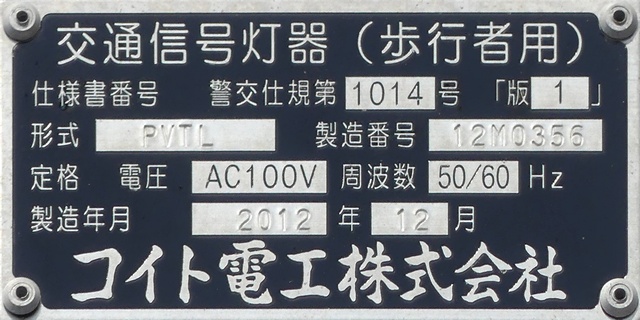 交通信号灯器（歩行者用）
仕様書番号 警交仕規第 1014 号 「版 1 」
形式 PVTL 製造番号 12M0356
定格 電圧 AC100V 周波数 50/60 Hz
製造年月 2012 年 12 月
コイト電工株式会社